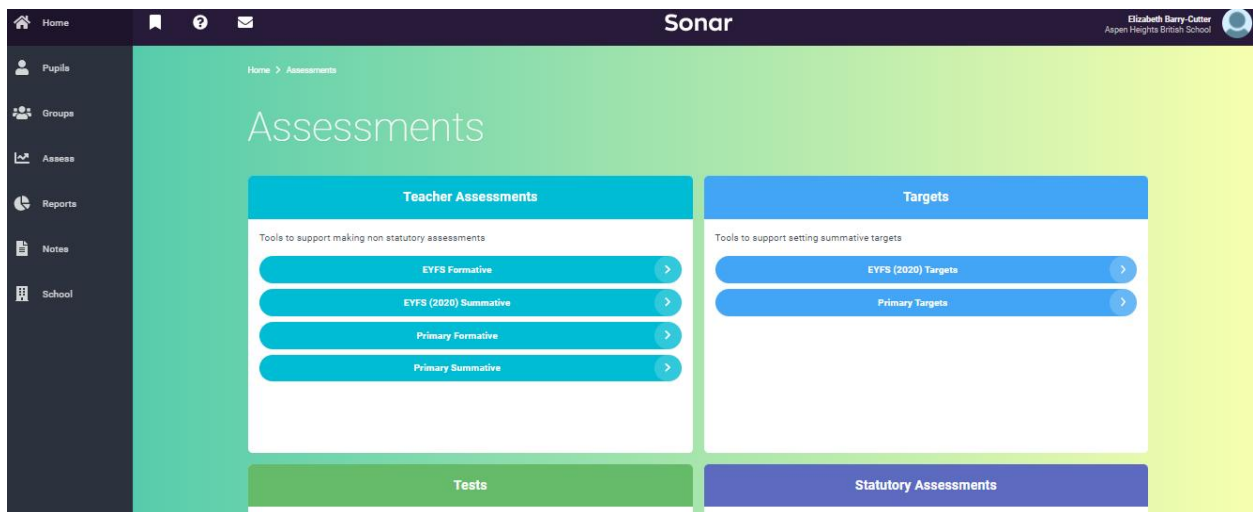 Home
Sonar
Elizabeth Barry-Cutter
Aspen Heights British School
Pupils
Groups
Assess
Reports
Notes
School
Home > Assessments
Assessments
Teacher Assessments
Tools to support making non statutory assessments
EYFS Formative
EYFS (2020) Summative
Primary Formative
Primary Summative
Targets
Tools to support setting summative targets
EYFS (2020) Targets
Primary Targets
Tests
Statutory Assessments